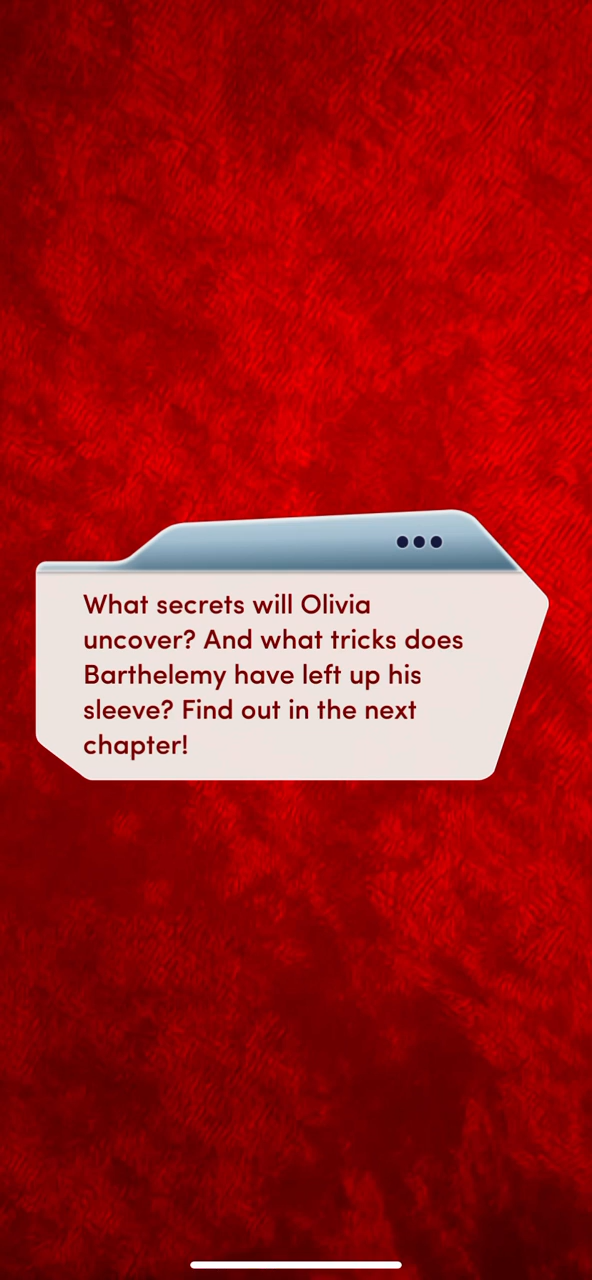 What secrets will Olivia
uncover? And what tricks does
Barthelemy have left up his
sleeve? Find out in the next
chapter!